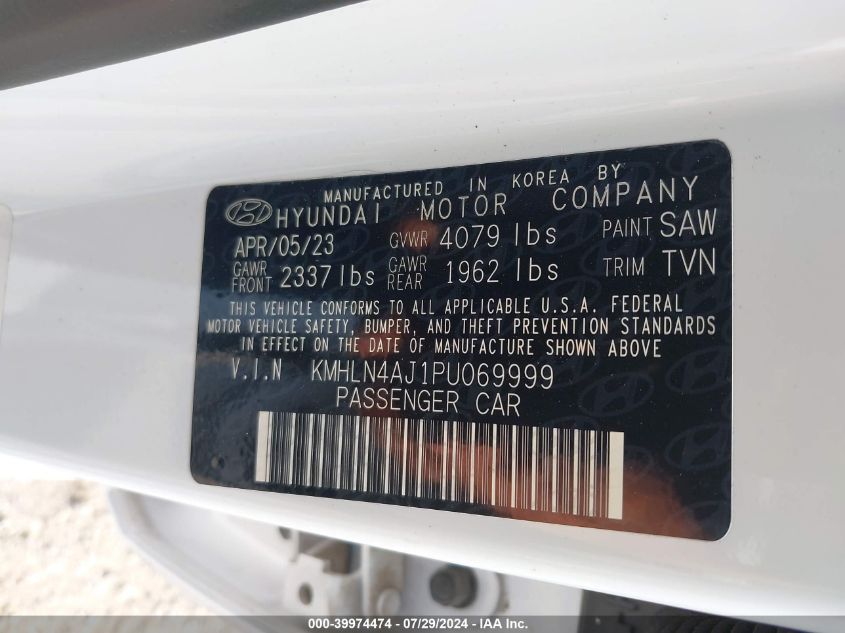 MANUFACTURED IN KOREA BY
HYUNDAI MOTOR COMPANY
APR/05/23 GVWR 4079 lbs PAINT SAW
GAWR FRONT 2337 lbs GAWR REAR 1962 lbs TRIM TVN
THIS VEHICLE CONFORMS TO ALL APPLICABLE U.S.A. FEDERAL
MOTOR VEHICLE SAFETY, BUMPER, AND THEFT PREVENTION STANDARDS
IN EFFECT ON THE DATE OF MANUFACTURE SHOWN ABOVE
V.I.N KMHLN4AJ1PU069999
PASSENGER CAR
000-39974474 - 07/29/2024 - IAA Inc.